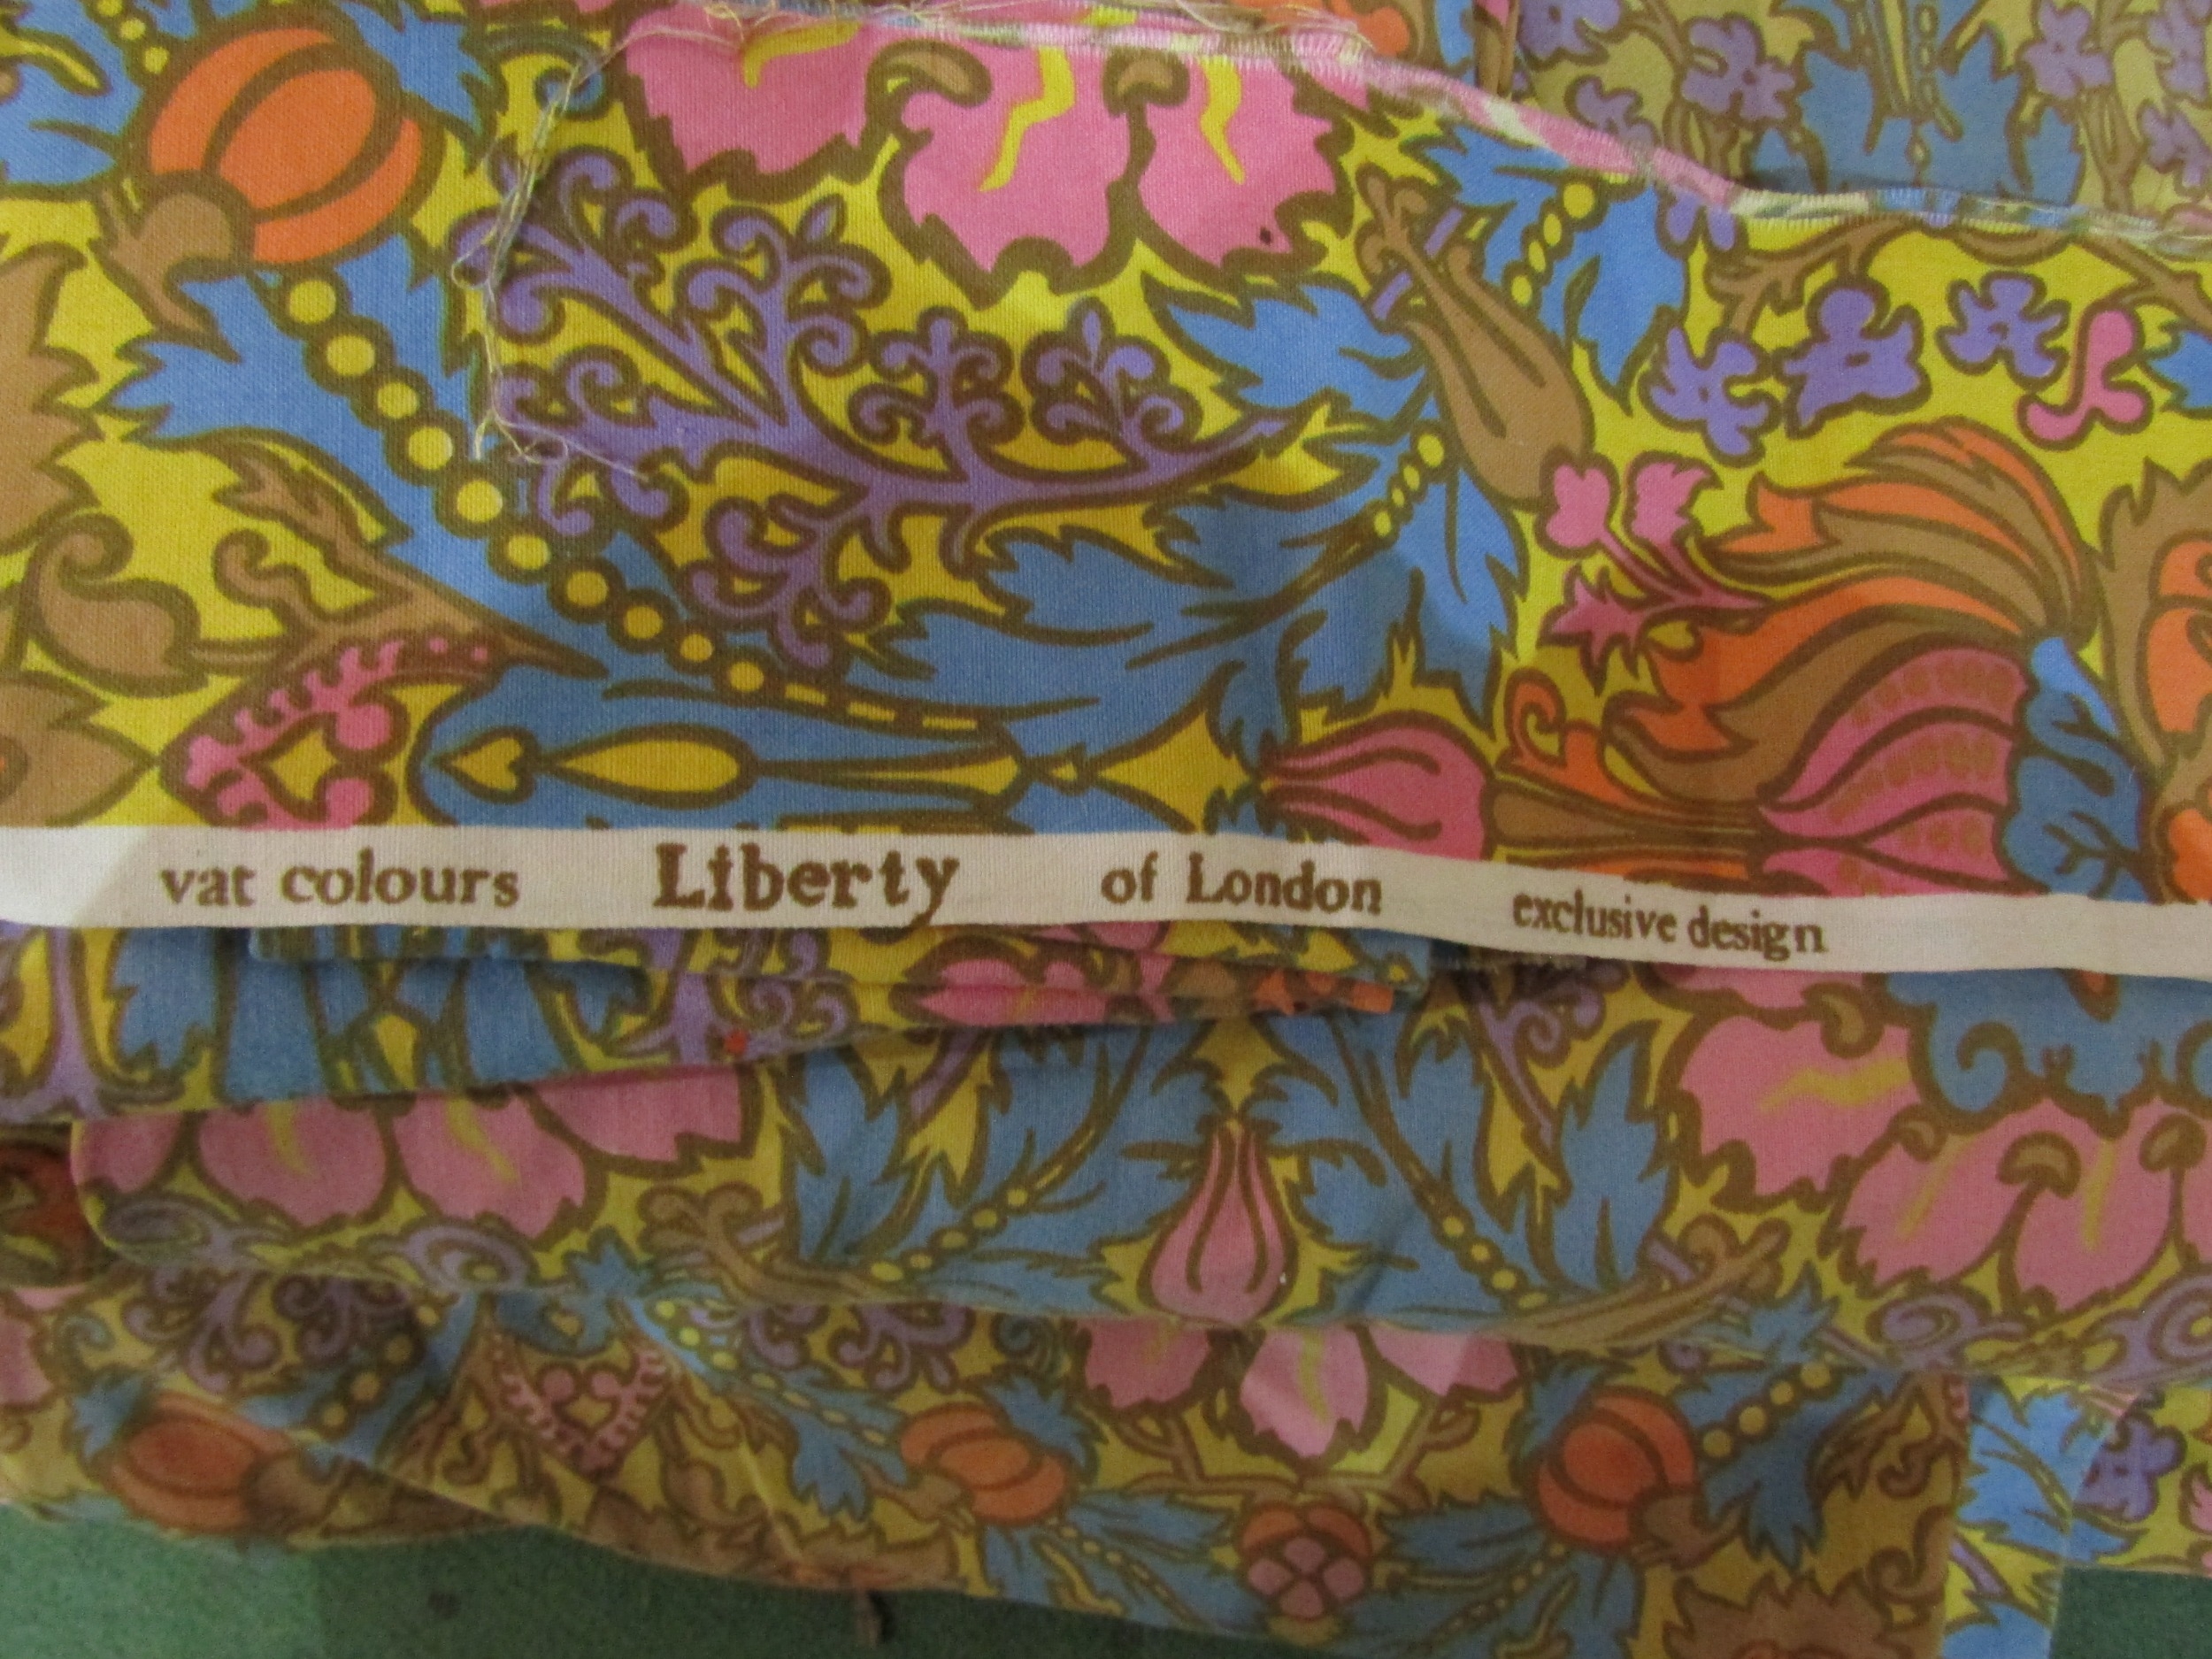 vat colours Liberty of London exclusive design